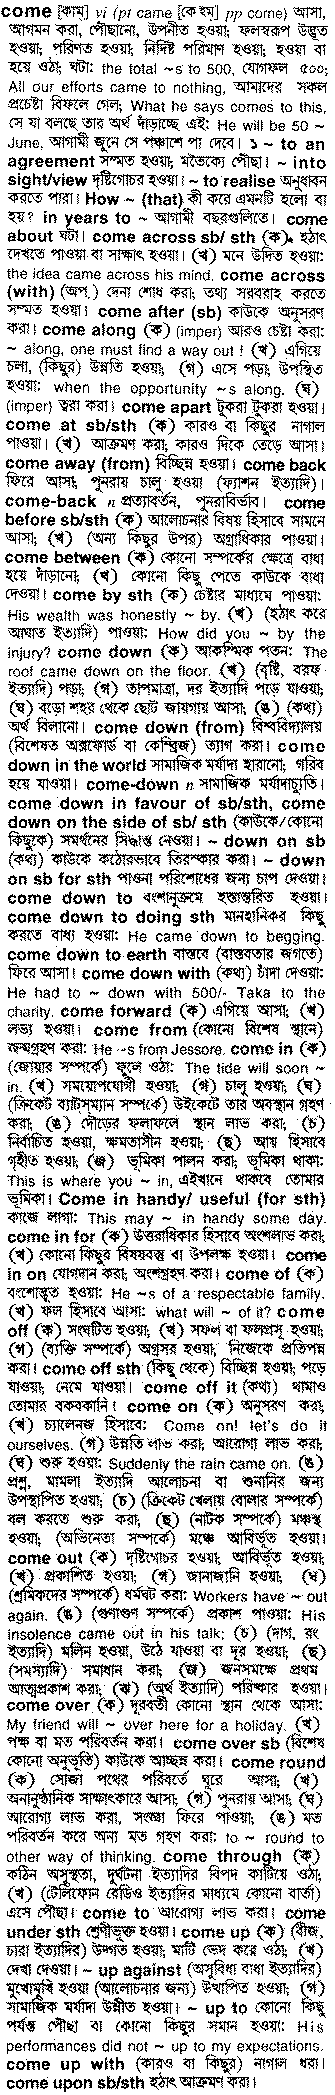 come [কাম্] vi (pt came [কেইম্] pp come) আসা,
আগমন করা, পৌছানো, উপনীত হওয়া; ফলস্বরূপ উদ্ভূত
হওয়া, পরিণত হওয়া; নির্দিষ্ট পরিমাণ হওয়া; হওয়া বা
হয়ে ওঠা; ঘটা: the total ~s to 500, যোগফল ৫০০;
All our efforts came to nothing, আমাদের সকল
প্রচেষ্টা বিফলে গেল; What he says comes to this,
সে যা বলছে তার অর্থ দাঁড়াচ্ছে এই: He will be 50 ~
June, আগামী জুনে সে পঞ্চাশে পা দেবে। ১ ~ to an
agreement সম্মত হওয়া, মতৈক্যে পৌছা। ~ into
sight/view দৃষ্টিগোচর হওয়া। ~ to realise অনুধাবন
করতে পারা। How ~ (that) কী করে এমনটি হলো বা
হয়? in years to ~ আগামী বছরগুলিতে। come
about ঘটা। come across sb/ sth (ক) হঠাৎ
দেখতে পাওয়া বা সাক্ষাৎ হওয়া। (খ) মনে উদিত হওয়া:
the idea came across his mind. come across
(with) (অপ.) দেনা শোধ করা; তথ্য সরবরাহ করতে
সম্মত হওয়া। come after (sb) কাউকে অনুসরণ
করা। come along (ক) (imper) আরও চেষ্টা করা:
~ along, one must find a way out ! (খ) এগিয়ে
চলা, (কিছুর) উন্নতি হওয়া; (গ) এসে পড়া; উপস্থিত
হওয়া: when the opportunity ~s along. (ঘ)
(imper) ত্বরা করা। come apart টুকরা টুকরা হওয়া।
come at sb/sth (ক) কারও বা কিছুর নাগাল
পাওয়া। (খ) আক্রমণ করা; কারও দিকে তেড়ে আসা।
come away (from) বিচ্ছিন্ন হওয়া। come back
ফিরে আসা; পুনরায় চালু হওয়া (ফ্যাশন ইত্যাদি)।
come-back n প্রত্যাবর্তন, পুনরাবির্ভাব। come
before sb/sth (ক) আলোচনার বিষয় হিসাবে সামনে
আসা; (খ) (অন্য কিছুর উপর) অগ্রাধিকার পাওয়া।
come between (ক) কোনো সম্পর্কের ক্ষেত্রে বাধা
হয়ে দাঁড়ানো; (খ) কোনো কিছু পেতে কাউকে বাধা
দেওয়া। come by sth (ক) চেষ্টার মাধ্যমে পাওয়া:
His wealth was honestly ~ by. (খ) (হঠাৎ করে
আঘাত ইত্যাদি) পাওয়া: How did you ~ by the
injury? come down (ক) আকস্মিক পতন: The
roof came down on the floor. (খ) (বৃষ্টি, বরফ
ইত্যাদি) পড়া; (গ) তাপমাত্রা, দর ইত্যাদি পড়ে যাওয়া;
(ঘ) বড়ো শহর থেকে ছোট জায়গায় আসা; (ঙ) (কথ্য)
অর্থ বিলানো। come down (from) বিশ্ববিদ্যালয়
(বিশেষত অক্সফোর্ড বা কেম্ব্রিজ) ত্যাগ করা। come
down in the world সামাজিক মর্যাদা হারানো; গরিব
হয়ে যাওয়া। come-down n সামাজিক মর্যাদাচ্যুতি।
come down in favour of sb/sth, come
down on the side of sb/ sth (কাউকে/কোনো
কিছুকে) সমর্থনের সিদ্ধান্ত নেওয়া। ~ down on sb
(কথ্য) কাউকে কঠোরভাবে তিরস্কার করা। ~ down
on sb for sth পাওনা পরিশোধের জন্য চাপ দেওয়া।
come down to বংশানুক্রমে হস্তান্তরিত হওয়া।
come down to doing sth মানহানিকর কিছু
করতে বাধ্য হওয়া: He came down to begging.
come down to earth বাস্তবে (বাস্তবতার জগতে)
ফিরে আসা। come down with (কথ্য) চাঁদা দেওয়া:
He had to ~ down with 500/- Taka to the
charity. come forward (ক) এগিয়ে আসা; (খ)
লভ্য হওয়া। come from (কোনো বিশেষ স্থানে)
জন্মগ্রহণ করা: He ~s from Jessore. come in (ক)
(জোয়ার সম্পর্কে) ফুলে ওঠা: The tide will soon ~
in. (খ) সময়োপযোগী হওয়া; (গ) চালু হওয়া; (ঘ)
(ক্রিকেট ব্যাটস্‌ম্যান সম্পর্কে) উইকেটে তার অবস্থান গ্রহণ
করা; (ঙ) দৌড়ের ফলাফলে স্থান লাভ করা; (চ)
নির্বাচিত হওয়া, ক্ষমতাসীন হওয়া; (ছ) আয় হিসাবে
গৃহীত হওয়া; (জ) ভূমিকা পালন করা, ভূমিকা থাকা:
This is where you ~ in, এইখানে থাকবে তোমার
ভূমিকা। Come in handy/ useful (for sth)
কাজে লাগা: This may ~ in handy some day.
come in for (ক) উত্তরাধিকার হিসাবে অংশলাভ করা;
(খ) কোনো কিছুর বিষয়বস্তু বা উপলক্ষ হওয়া। come
in on যোগদান করা, অংশগ্রহণ করা। come of (ক)
বংশোদ্ভূত হওয়া: He ~s of a respectable family.
(খ) ফল হিসাবে আসা: what will ~ of it? come
off (ক) সংঘটিত হওয়া; (খ) সফল বা ফলপ্রসূ হওয়া;
(গ) (ব্যক্তি সম্পর্কে) অগ্রসর হওয়া, নিজেকে প্রতিপন্ন
করা। come off sth (কিছু থেকে) বিচ্ছিন্ন হওয়া; পড়ে
যাওয়া, নেমে যাওয়া। come off it (কথ্য) থামাও
তোমার বকবকানি। come on (ক) অনুসরণ করা;
(খ) চ্যালেনজ হিসাবে: Come on! let's do it
ourselves. (গ) উন্নতি লাভ করা, আরোগ্য লাভ করা;
(ঘ) শুরু হওয়া: Suddenly the rain came on. (ঙ)
প্রশ্ন, মামলা ইত্যাদি আলোচনা বা শুনানির জন্য
উপস্থাপিত হওয়া; (চ) (ক্রিকেট খেলায় বোলার সম্পর্কে)
বল করতে শুরু করা; (ছ) (নাটক সম্পর্কে) মঞ্চস্থ
হওয়া; (অভিনেতা সম্পর্কে) মঞ্চে আবির্ভূত হওয়া।
come out (ক) দৃষ্টিগোচর হওয়া, আবির্ভূত হওয়া;
(খ) প্রকাশিত হওয়া; (গ) জানাজানি হওয়া; (ঘ)
(শ্রমিকদের সম্পর্কে) ধর্মঘট করা: Workers have ~ out
again. (ঙ) (গুণাগুণ সম্পর্কে) প্রকাশ পাওয়া: His
insolence came out in his talk; (চ) (দাগ, রং
ইত্যাদি) মলিন হওয়া, উঠে যাওয়া বা দূর হওয়া; (ছ)
(সমস্যাদি) সমাধান করা; (জ) জনসমক্ষে প্রথম
আত্মপ্রকাশ করা; (ঝ) (অর্থ ইত্যাদি) পরিষ্কার হওয়া।
come over (ক) দূরবর্তী কোনো স্থান থেকে আসা:
My friend will ~ over here for a holiday. (খ)
পক্ষ বা মত পরিবর্তন করা। come over sb (বিশেষ
কোনো অনুভূতি) কাউকে আচ্ছন্ন করা। come round
(ক) সোজা পথের পরিবর্তে ঘুরে আসা; (খ)
অনানুষ্ঠানিক সাক্ষাৎকারে আসা; (গ) পুনরায় আসা; (ঘ)
আরোগ্য লাভ করা, সংজ্ঞা ফিরে পাওয়া; (ঙ) মত
পরিবর্তন করে অন্য মত গ্রহণ করা: to ~ round to
other way of thinking. come through (ক)
কঠিন অসুস্থতা, দুর্ঘটনা ইত্যাদির বিপদ কাটিয়ে ওঠা;
(খ) (টেলিফোন রেডিও ইত্যাদির মাধ্যমে কোনো বার্তা)
এসে পৌঁছা। come to আরোগ্য লাভ করা। come
under sth শ্রেণীভুক্ত হওয়া। come up (ক) (বীজ,
চারা ইত্যাদির) উদ্গত হওয়া; মাটি ভেদ করে ওঠা; (খ)
দেখা দেওয়া। ~ up against (অসুবিধা বাধা ইত্যাদির)
মুখোমুখি হওয়া (আলোচনার জন্য) উত্থাপিত হওয়া; (গ)
সামাজিক মর্যাদা উন্নীত হওয়া। ~ up to কোনো কিছু
পর্যন্ত পৌঁছা বা কোনো কিছুর সমান হওয়া: His
performances did not ~ up to my expectations.
come up with (কারও বা কিছুর) নাগাল ধরা।
come upon sb/sth হঠাৎ আক্রমণ করা।